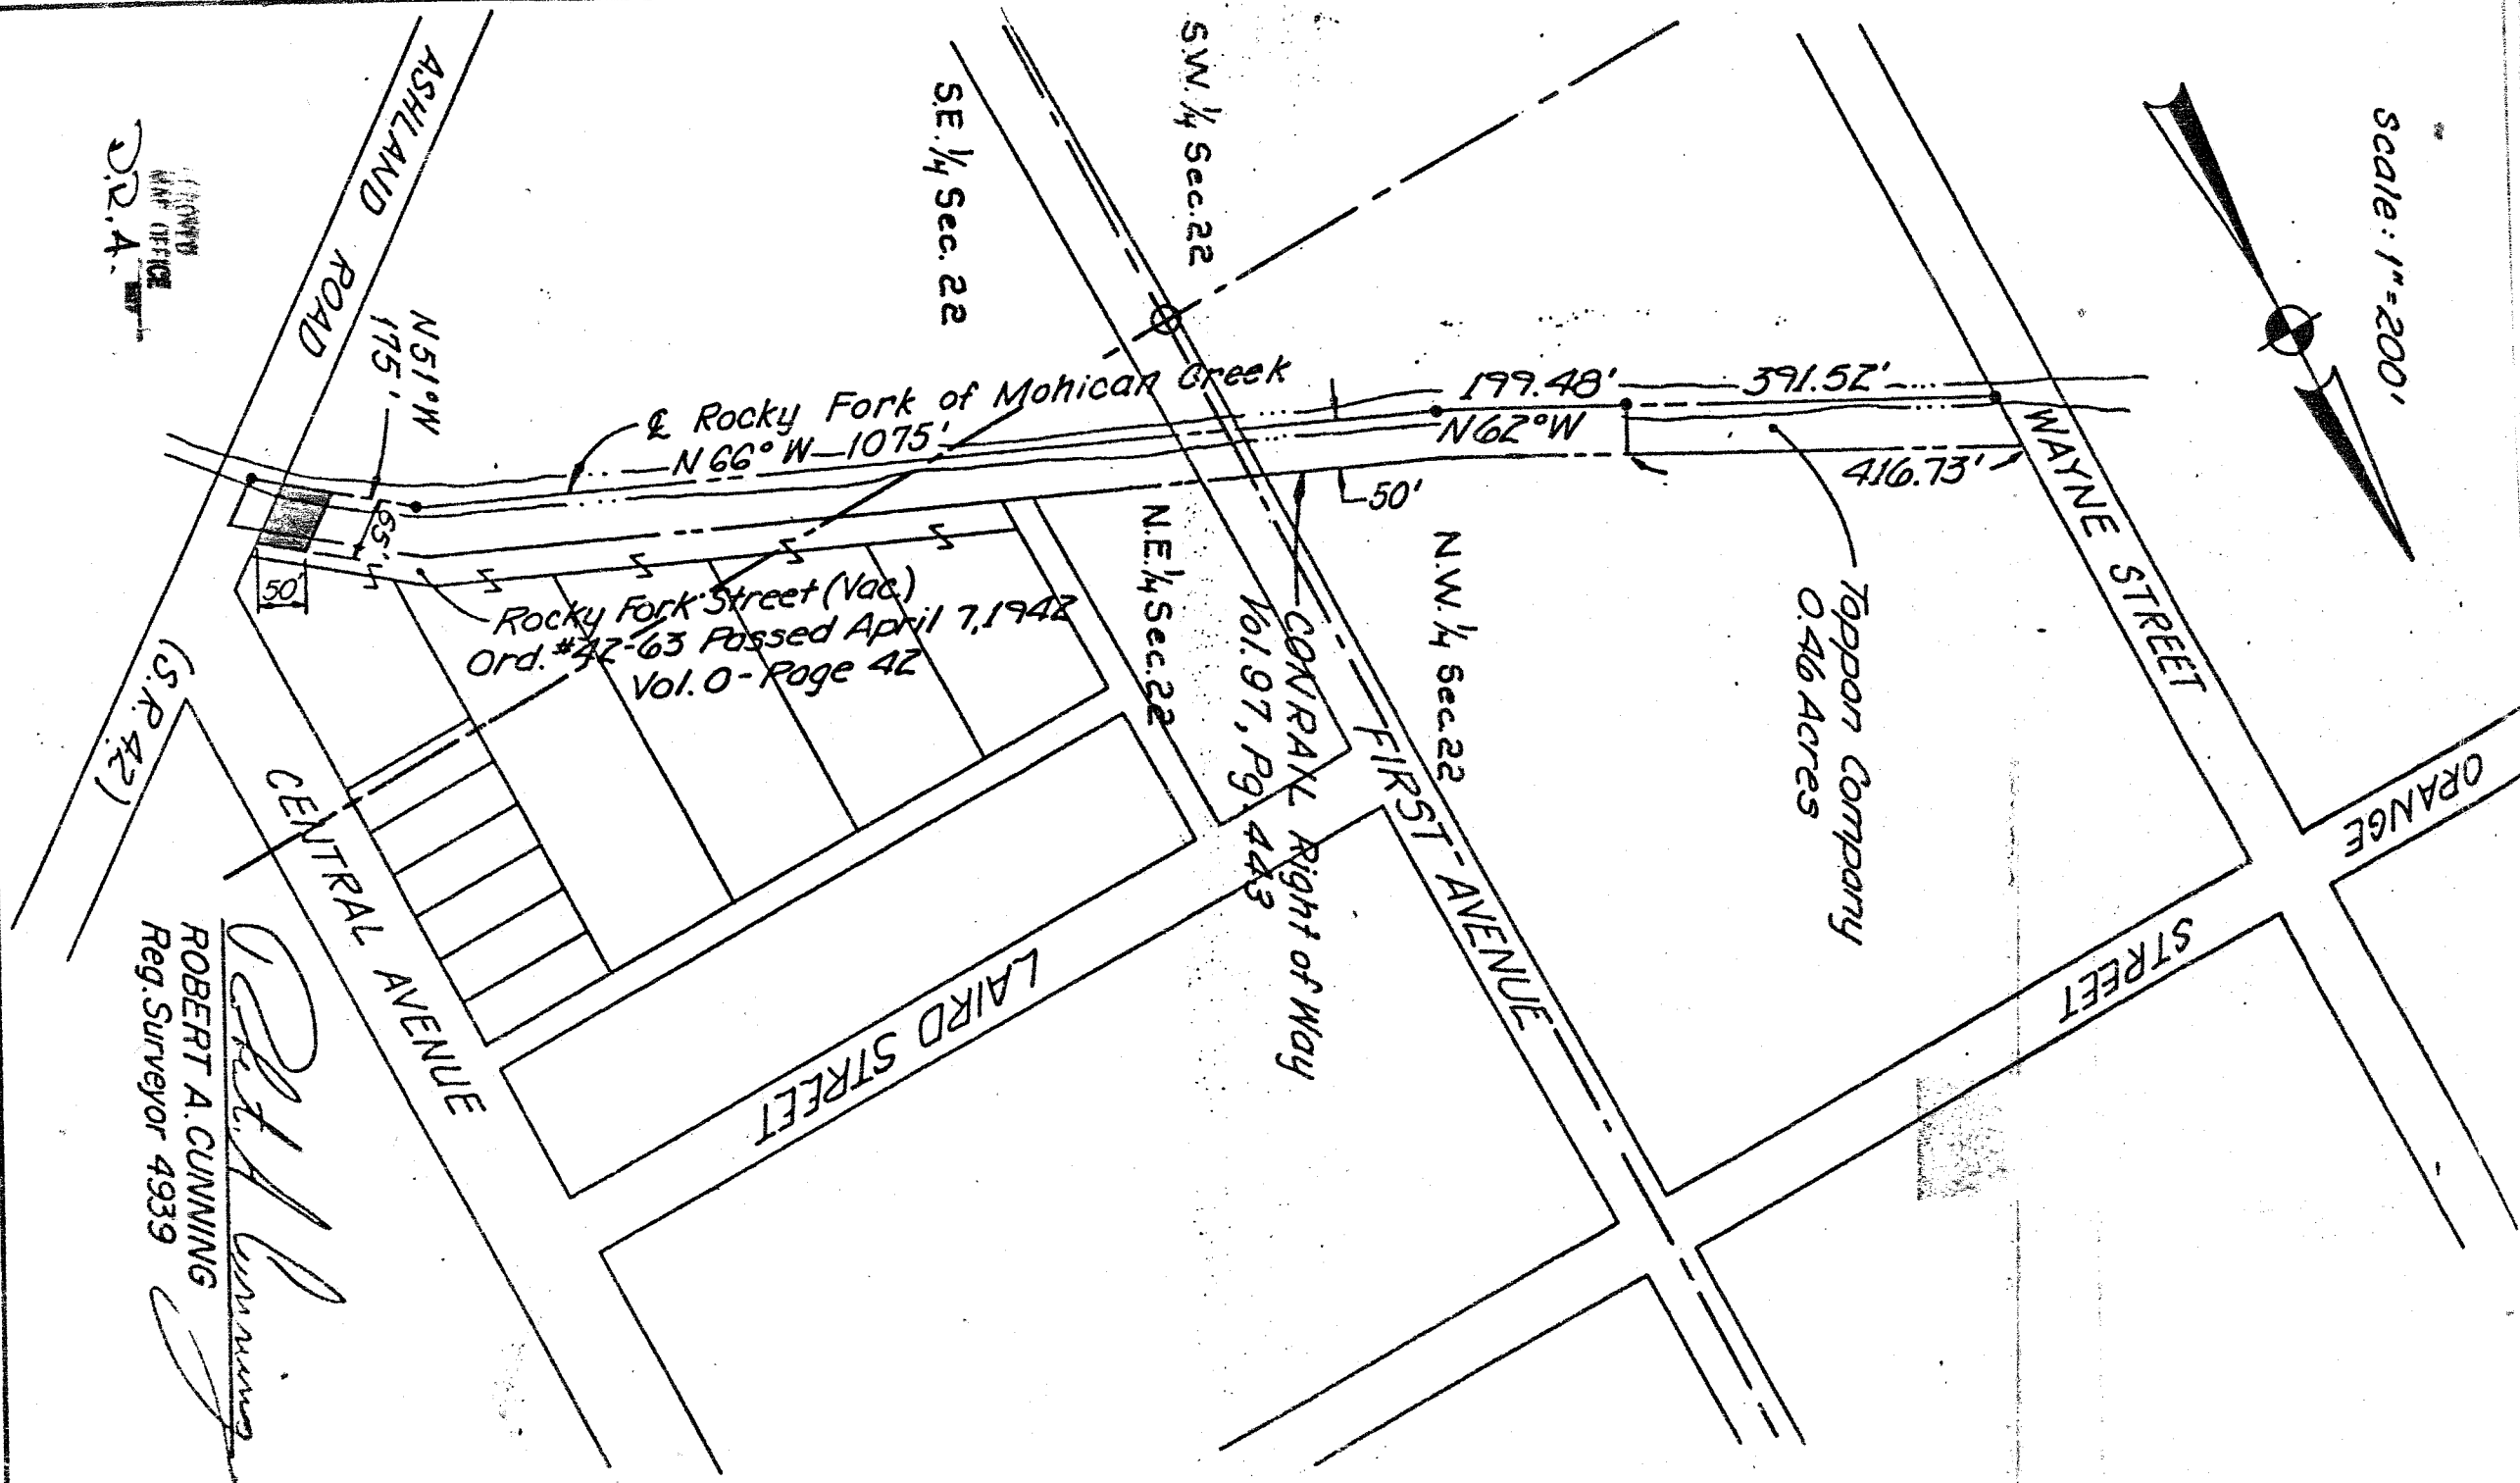 Scale: 1"=200'
S.W. 1/4 Sec. 22
S.E. 1/4 Sec. 22
N.E. 1/4 Sec. 22
N.W. 1/4 Sec. 22
ASHLAND ROAD
(S.R. 42)
N 51° W
175'
65'
50'
℄ Rocky Fork of Mohican Creek
N 66° W — 1075'
199.48'
N 62° W
391.52'
416.73'
50'
WAYNE STREET
Tappan Company
0.46 Acres
ORANGE
STREET
Rocky Fork Street (Vac.)
Ord. #42-63 Passed April 7, 1942
Vol. O - Page 42
CONRAIL Right of Way
Vol. 97, Pg. 443
FIRST AVENUE
LAIRD STREET
CENTRAL AVENUE
ROBERT A. CUNNING
Reg. Surveyor 4939
OFFICE